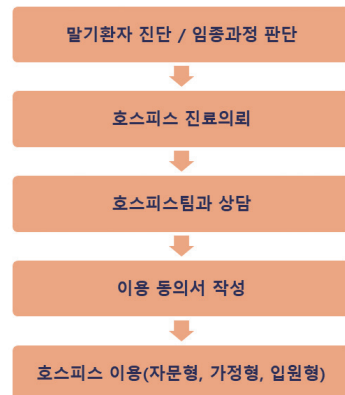 말기환자 진단 / 임종과정 판단
호스피스 진료의뢰
호스피스팀과 상담
이용 동의서 작성
호스피스 이용(자문형, 가정형, 입원형)